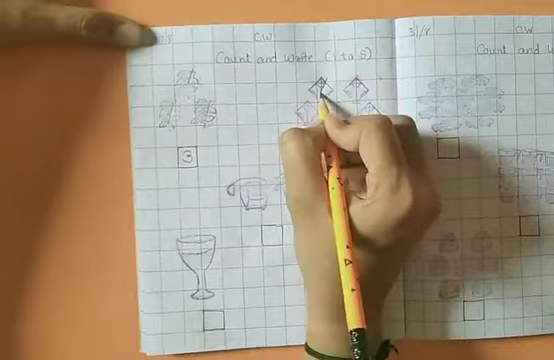 CW
Count and write (1 to 5)
3
3)/8
CW
Count and